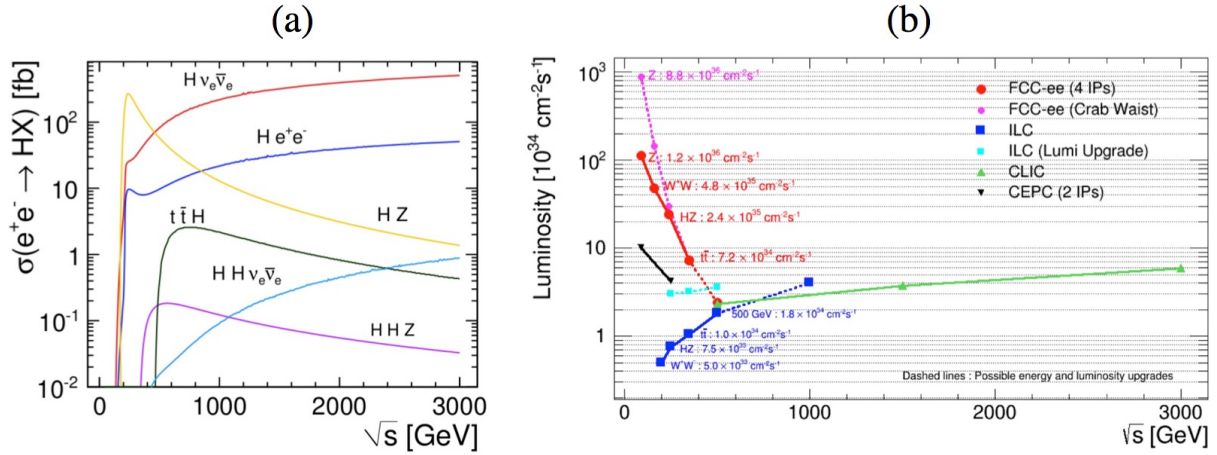 (a)
σ(e⁺e⁻ → HX) [fb]
10²
10
1
10⁻¹
10⁻²
H νₑν̄ₑ
H e⁺e⁻
H Z
t t̄ H
H H νₑν̄ₑ
H H Z
0 1000 2000 3000
√s [GeV]
(b)
Luminosity [10³⁴ cm⁻²s⁻¹]
10³
10²
10
1
Z : 8.8 × 10³⁶ cm⁻²s⁻¹
Z : 1.2 × 10³⁶ cm⁻²s⁻¹
W⁺W⁻: 4.8 × 10³⁵ cm⁻²s⁻¹
HZ : 2.4 × 10³⁵ cm⁻²s⁻¹
tt̄ : 7.2 × 10³⁴ cm⁻²s⁻¹
500 GeV : 1.8 × 10³⁴ cm⁻²s⁻¹
tt̄ : 1.0 × 10³⁴ cm⁻²s⁻¹
HZ : 7.5 × 10³³ cm⁻²s⁻¹
W⁺W⁻: 5.0 × 10³³ cm⁻²s⁻¹
FCC-ee (4 IPs)
FCC-ee (Crab Waist)
ILC
ILC (Lumi Upgrade)
CLIC
CEPC (2 IPs)
Dashed lines : Possible energy and luminosity upgrades
0 1000 2000 3000
√s [GeV]